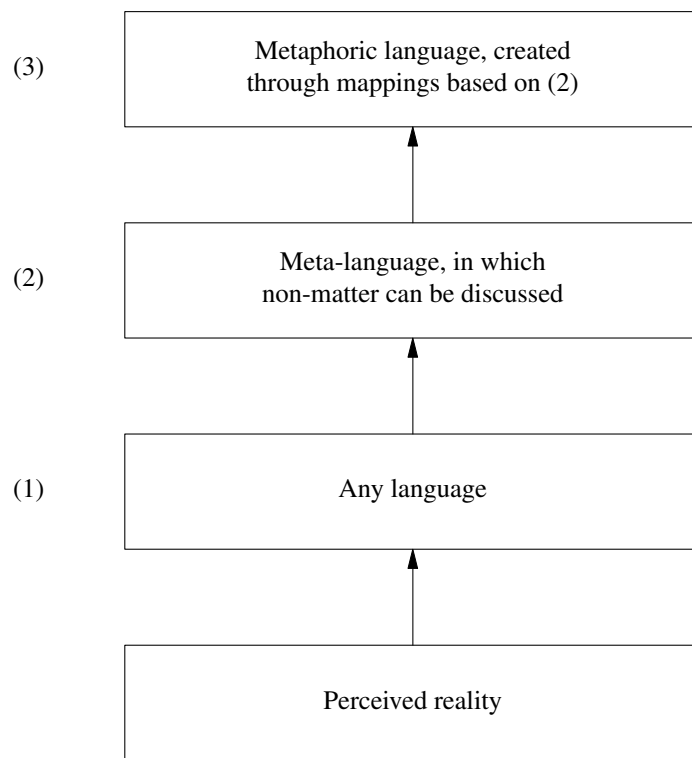 (3)
Metaphoric language, created
through mappings based on (2)
(2)
Meta-language, in which
non-matter can be discussed
(1)
Any language
Perceived reality